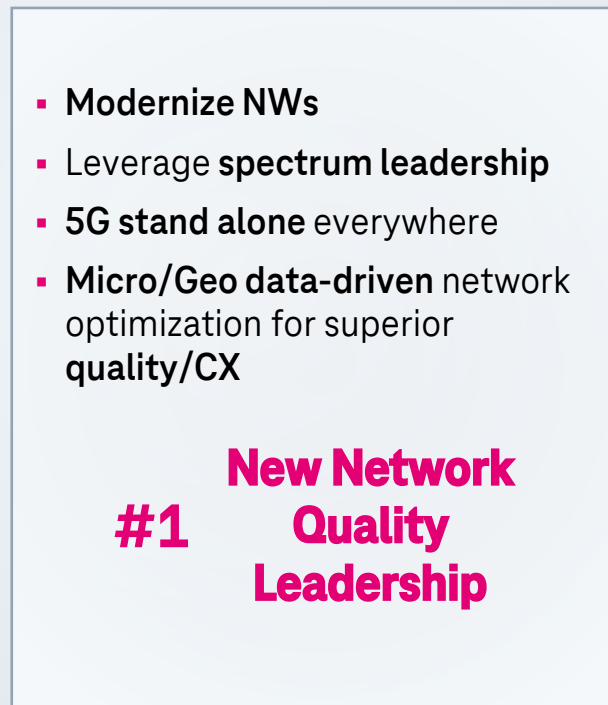 ▪ Modernize NWs
▪ Leverage spectrum leadership
▪ 5G stand alone everywhere
▪ Micro/Geo data-driven network
optimization for superior
quality/CX
#1
New Network
Quality
Leadership